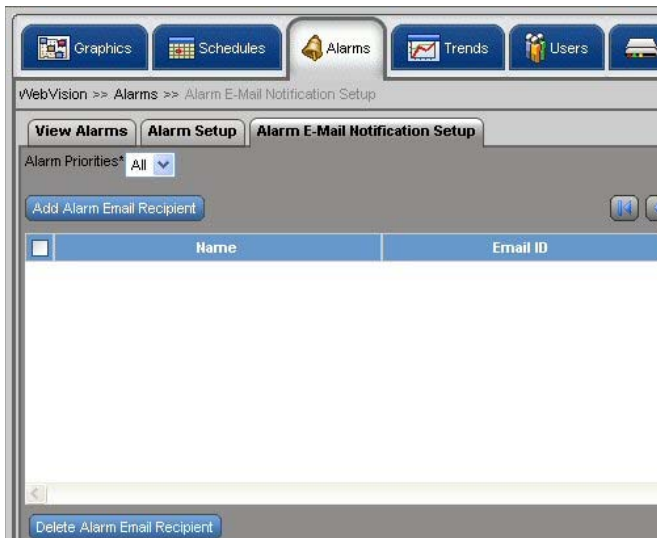 Graphics Schedules Alarms Trends Users
WebVision >> Alarms >> Alarm E-Mail Notification Setup
View Alarms Alarm Setup Alarm E-Mail Notification Setup
Alarm Priorities* All
Add Alarm Email Recipient
Name Email ID
Delete Alarm Email Recipient